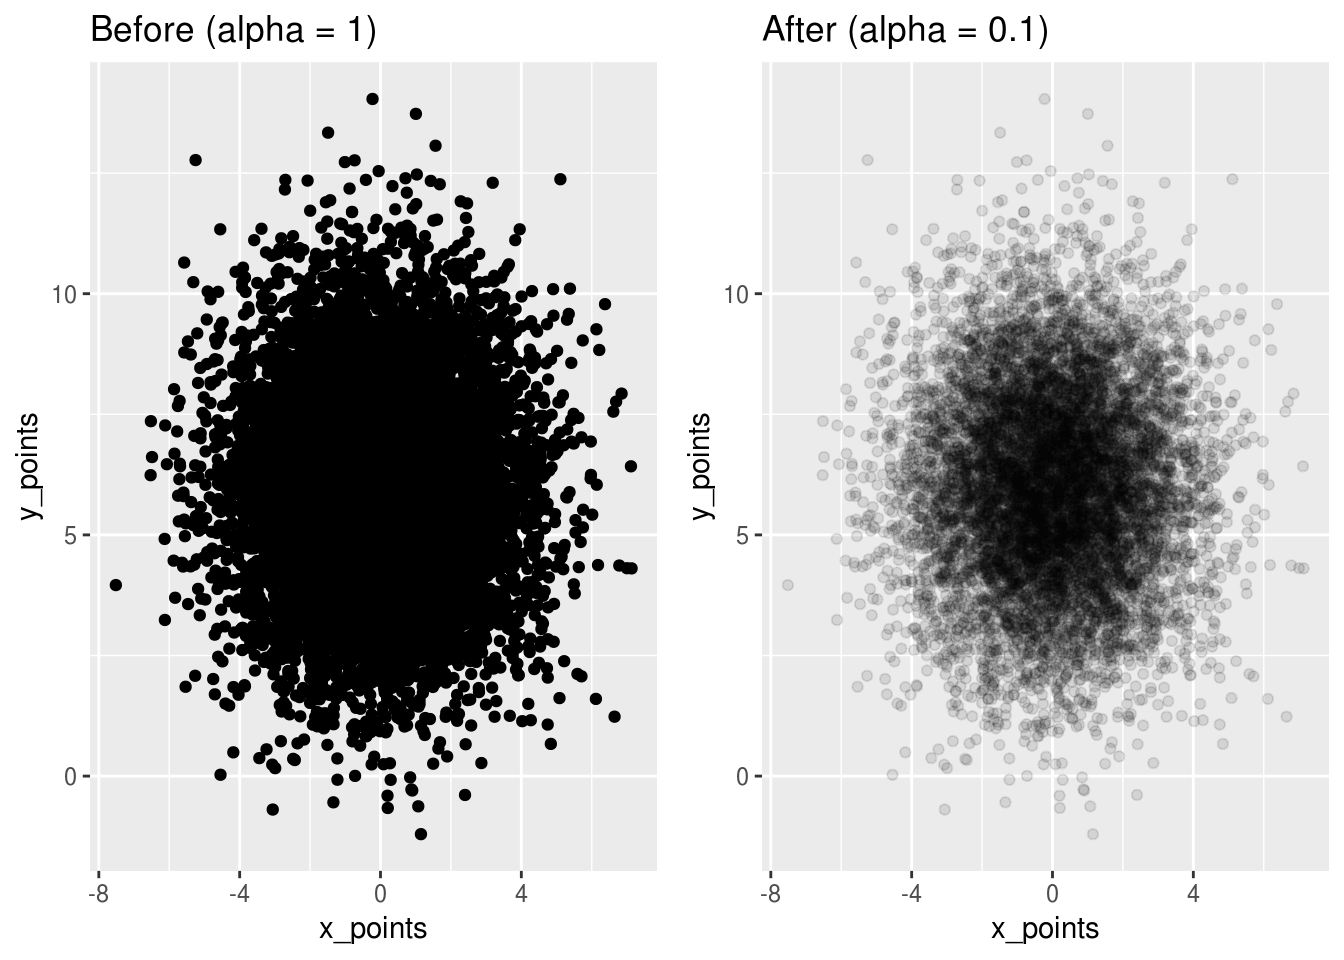 Before (alpha = 1)
10
5
0
y_points
-8
-4
0
4
x_points
After (alpha = 0.1)
10
5
0
y_points
-8
-4
0
4
x_points